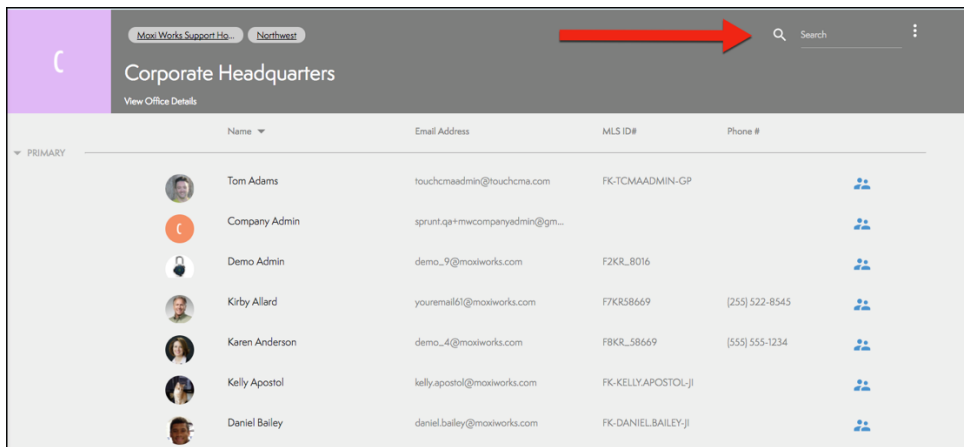 Moxi Works Support Ho... Northwest Search
C
Corporate Headquarters
View Office Details
Name Email Address MLS ID# Phone #
PRIMARY
Tom Adams touchcmaadmin@touchcma.com FK-TCMAADMIN-GP
C Company Admin sprunt.qa+mwcompanyadmin@gm...
Demo Admin demo_9@moxiworks.com F2KR_8016
Kirby Allard youremail61@moxiworks.com F7KR58669 (255) 522-8545
Karen Anderson demo_4@moxiworks.com F8KR_58669 (555) 555-1234
Kelly Apostol kelly.apostol@moxiworks.com FK-KELLY.APOSTOL-JI
Daniel Bailey daniel.bailey@moxiworks.com FK-DANIEL.BAILEY-JI